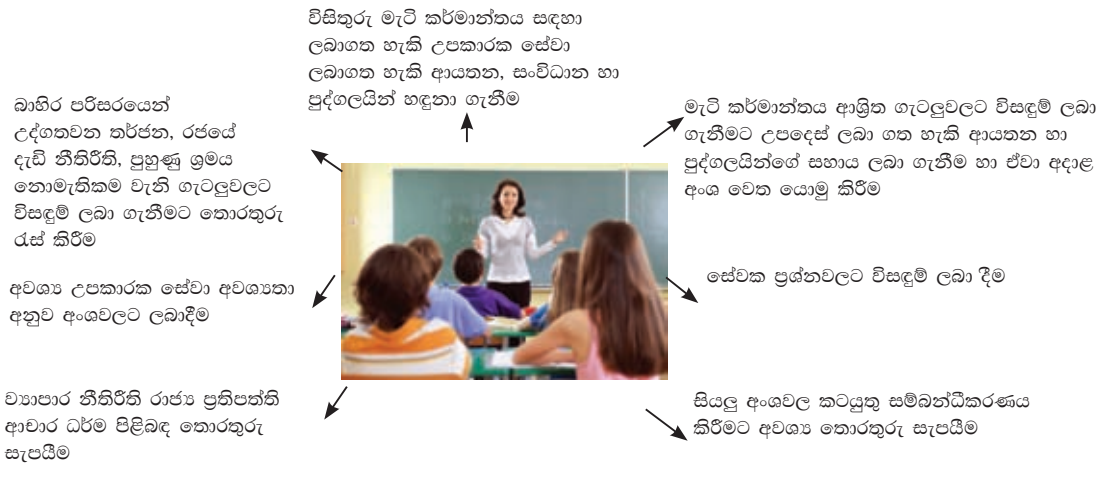 විසිතුරු මැටි කර්මාන්තය සඳහා
ලබාගත හැකි උපකාරක සේවා
ලබාගත හැකි ආයතන, සංවිධාන හා
පුද්ගලයින් හඳුනා ගැනීම
බාහිර පරිසරයෙන්
උද්ගතවන තර්ජන, රජයේ
දැඩි නීතිරීති, පුහුණු ශ්‍රමය
නොමැතිකම වැනි ගැටලුවලට
විසඳුම් ලබා ගැනීමට තොරතුරු
රැස් කිරීම
මැටි කර්මාන්තය ආශ්‍රිත ගැටලුවලට විසඳුම් ලබා
ගැනීමට උපදෙස් ලබා ගත හැකි ආයතන හා
පුද්ගලයින්ගේ සහාය ලබා ගැනීම හා ඒවා අදාළ
අංශ වෙත යොමු කිරීම
අවශ්‍ය උපකාරක සේවා අවශ්‍යතා
අනුව අංශවලට ලබාදීම
සේවක ප්‍රශ්නවලට විසඳුම් ලබා දීම
ව්‍යාපාර නීතිරීති රාජ්‍ය ප්‍රතිපත්ති
ආචාර ධර්ම පිළිබඳ තොරතුරු
සැපයීම
සියලු අංශවල කටයුතු සම්බන්ධීකරණය
කිරීමට අවශ්‍ය තොරතුරු සැපයීම